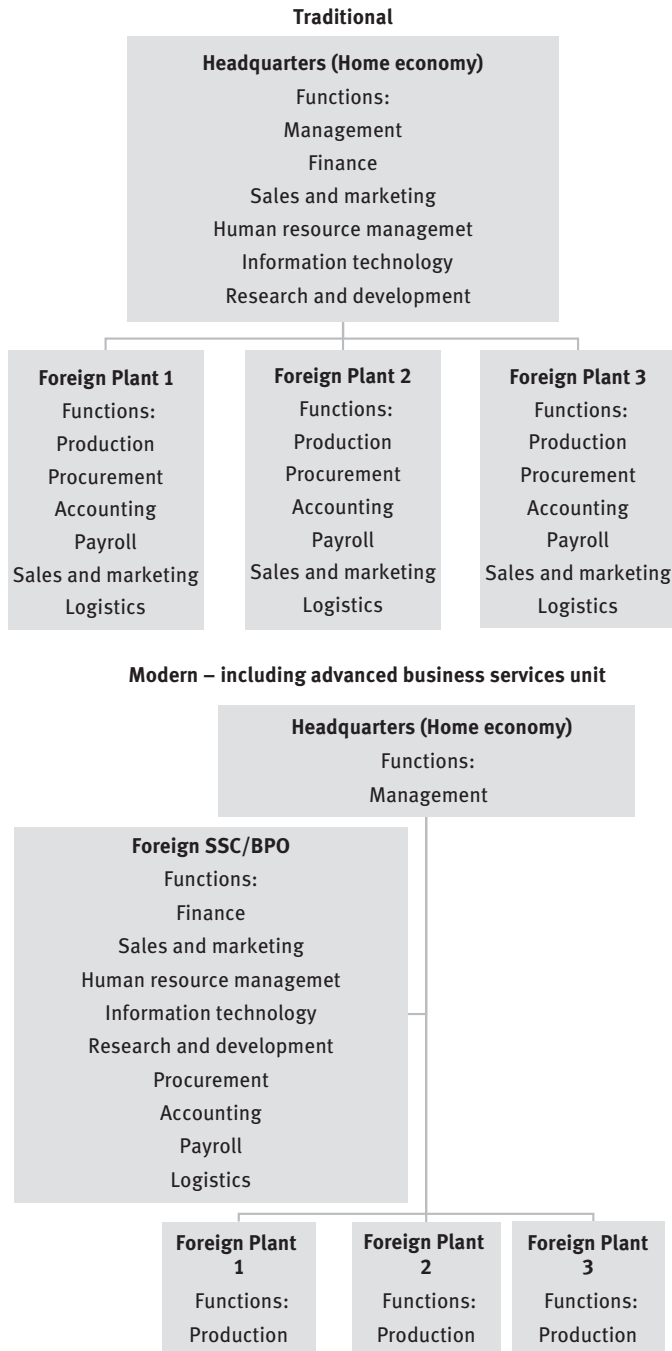 Traditional
Headquarters (Home economy)
Functions:
Management
Finance
Sales and marketing
Human resource managemet
Information technology
Research and development
Foreign Plant 1
Functions:
Production
Procurement
Accounting
Payroll
Sales and marketing
Logistics
Foreign Plant 2
Functions:
Production
Procurement
Accounting
Payroll
Sales and marketing
Logistics
Foreign Plant 3
Functions:
Production
Procurement
Accounting
Payroll
Sales and marketing
Logistics
Modern – including advanced business services unit
Headquarters (Home economy)
Functions:
Management
Foreign SSC/BPO
Functions:
Finance
Sales and marketing
Human resource managemet
Information technology
Research and development
Procurement
Accounting
Payroll
Logistics
Foreign Plant
1
Functions:
Production
Foreign Plant
2
Functions:
Production
Foreign Plant
3
Functions:
Production